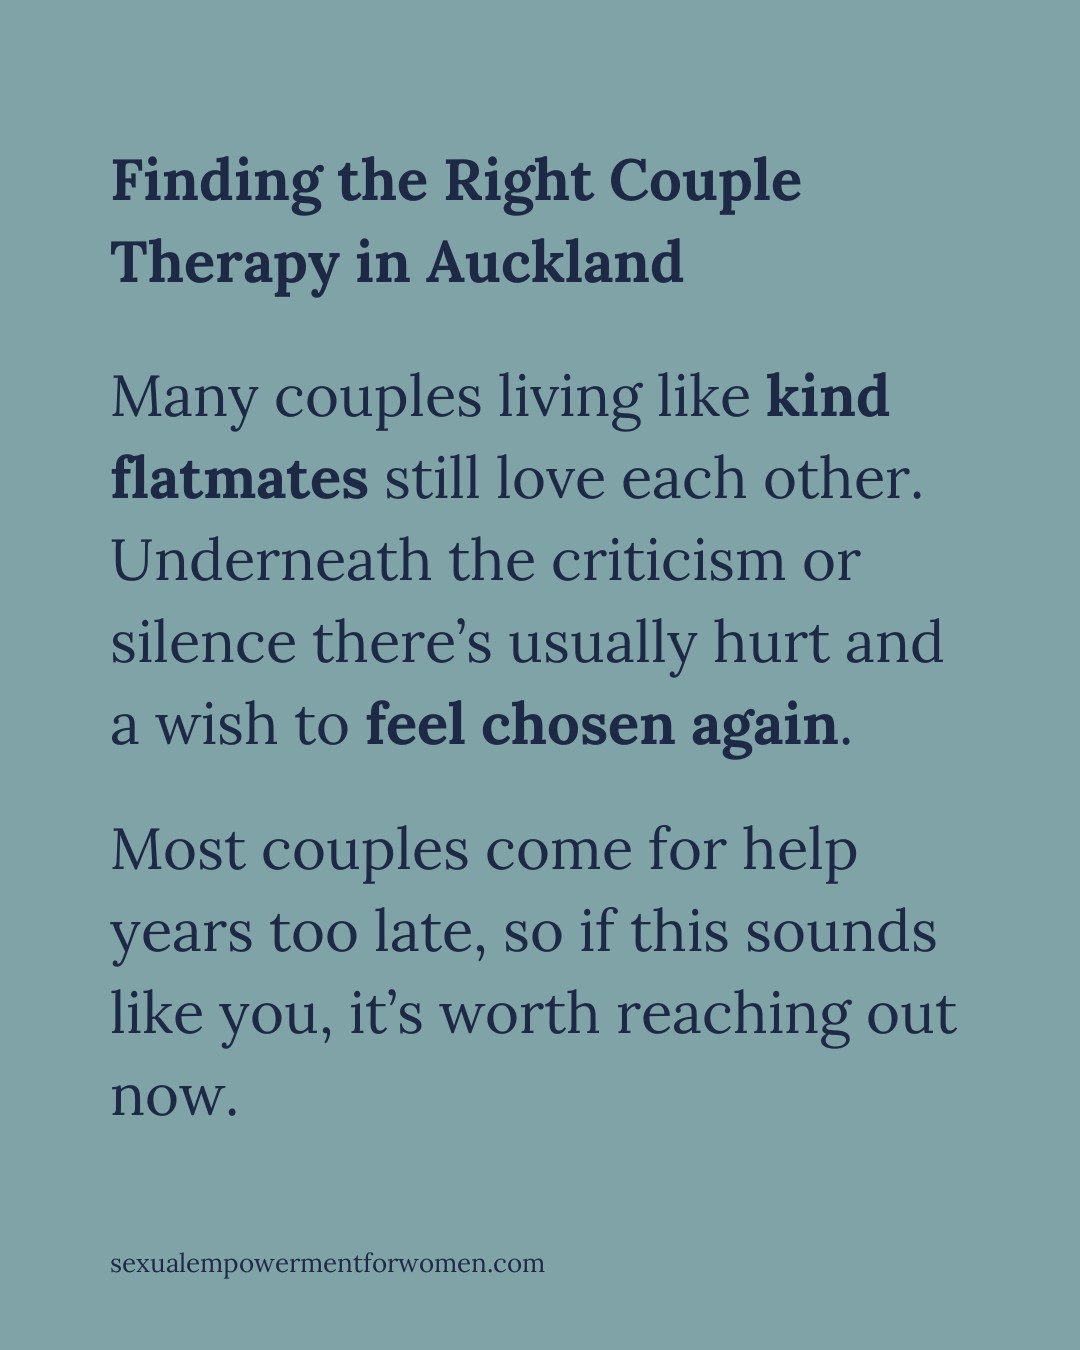 Finding the Right Couple
Therapy in Auckland
Many couples living like kind
flatmates still love each other.
Underneath the criticism or
silence there’s usually hurt and
a wish to feel chosen again.
Most couples come for help
years too late, so if this sounds
like you, it’s worth reaching out
now.
sexualempowermentforwomen.com